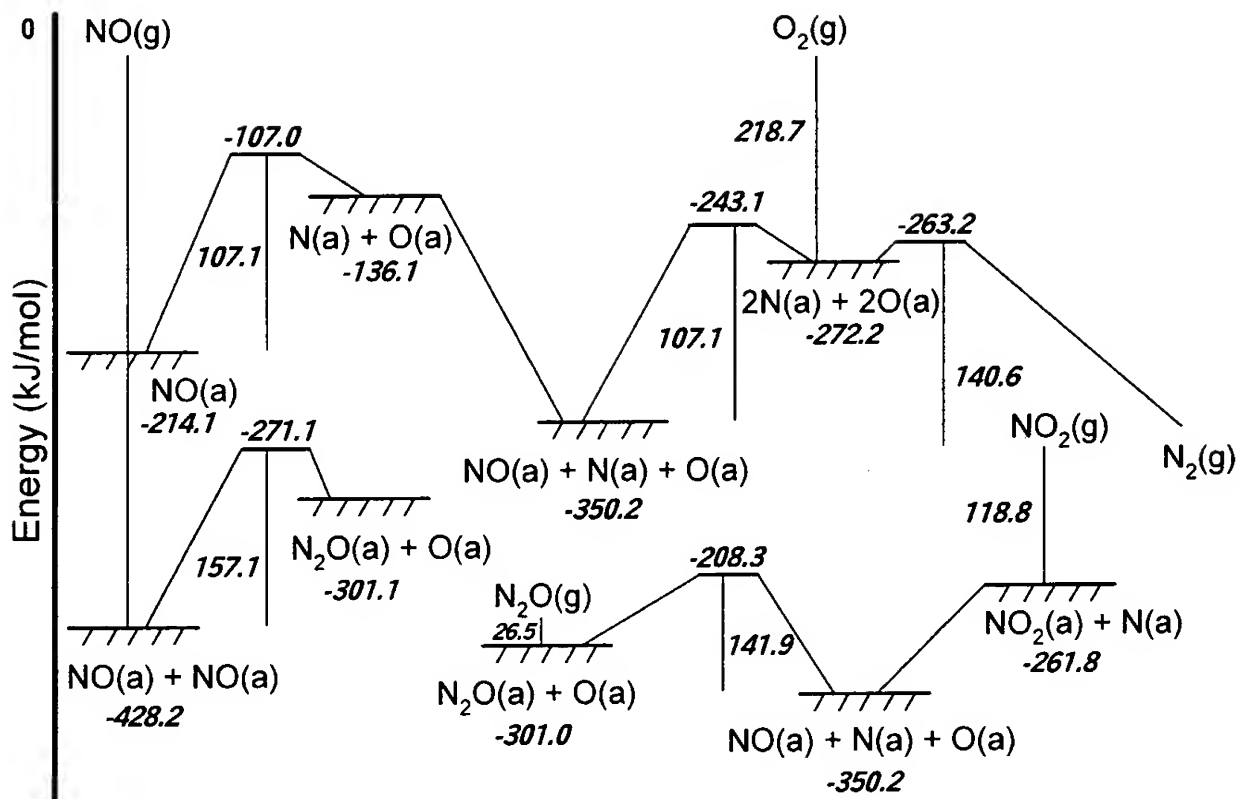 0
NO(g)
O₂(g)
-107.0
218.7
-243.1
-263.2
107.1
N(a) + O(a)
-136.1
2N(a) + 2O(a)
-272.2
107.1
140.6
NO(a)
-214.1
Energy (kJ/mol)
-271.1
NO(a) + N(a) + O(a)
-350.2
NO₂(g)
N₂(g)
118.8
157.1
N₂O(a) + O(a)
-301.1
-208.3
N₂O(g)
26.5
141.9
NO₂(a) + N(a)
-261.8
NO(a) + NO(a)
-428.2
N₂O(a) + O(a)
-301.0
NO(a) + N(a) + O(a)
-350.2